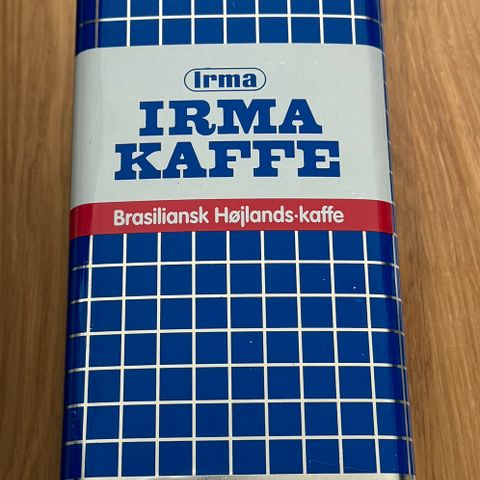 Irma
IRMA
KAFFE
Brasiliansk Højlands-kaffe